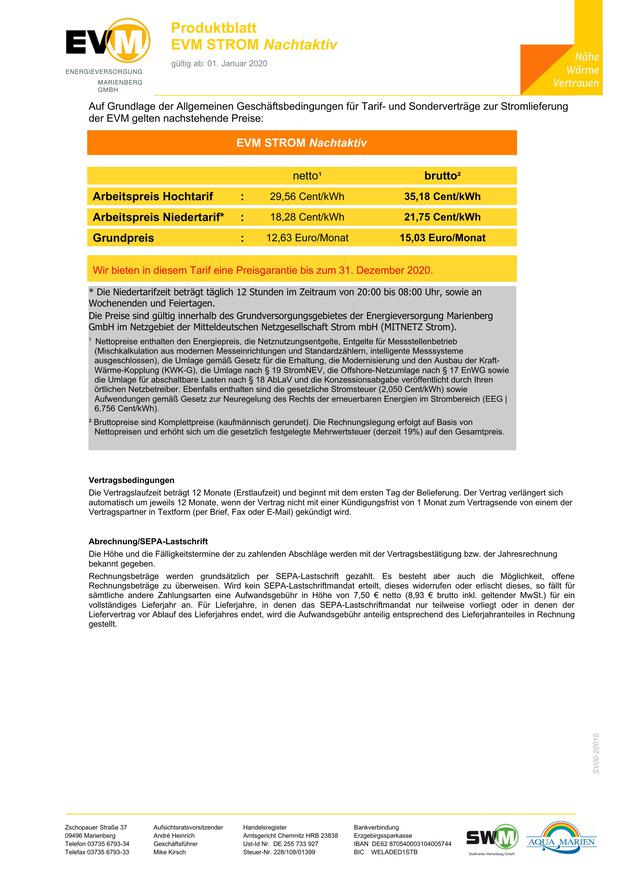 EVM
ENERGIEVERSORGUNG
MARIENBERG
GMBH
Produktblatt
EVM STROM Nachtaktiv
gültig ab: 01. Januar 2020
Nähe
Wärme
Vertrauen
Auf Grundlage der Allgemeinen Geschäftsbedingungen für Tarif- und Sonderverträge zur Stromlieferung
der EVM gelten nachstehende Preise:
EVM STROM Nachtaktiv
netto¹ brutto²
Arbeitspreis Hochtarif : 29,56 Cent/kWh 35,18 Cent/kWh
Arbeitspreis Niedertarif* : 18,28 Cent/kWh 21,75 Cent/kWh
Grundpreis : 12,63 Euro/Monat 15,03 Euro/Monat
Wir bieten in diesem Tarif eine Preisgarantie bis zum 31. Dezember 2020.
* Die Niedertarifzeit beträgt täglich 12 Stunden im Zeitraum von 20:00 bis 08:00 Uhr, sowie an
Wochenenden und Feiertagen.
Die Preise sind gültig innerhalb des Grundversorgungsgebietes der Energieversorgung Marienberg
GmbH im Netzgebiet der Mitteldeutschen Netzgesellschaft Strom mbH (MITNETZ Strom).
¹ Nettopreise enthalten den Energiepreis, die Netznutzungsentgelte, Entgelte für Messstellenbetrieb
(Mischkalkulation aus modernen Messeinrichtungen und Standardzählern, intelligente Messsysteme
ausgeschlossen), die Umlage gemäß Gesetz für die Erhaltung, die Modernisierung und den Ausbau der Kraft-
Wärme-Kopplung (KWK-G), die Umlage nach § 19 StromNEV, die Offshore-Netzumlage nach § 17 EnWG sowie
die Umlage für abschaltbare Lasten nach § 18 AbLaV und die Konzessionsabgabe veröffentlicht durch Ihren
örtlichen Netzbetreiber. Ebenfalls enthalten sind die gesetzliche Stromsteuer (2,050 Cent/kWh) sowie
Aufwendungen gemäß Gesetz zur Neuregelung des Rechts der erneuerbaren Energien im Strombereich (EEG |
6,756 Cent/kWh).
² Bruttopreise sind Komplettpreise (kaufmännisch gerundet). Die Rechnungslegung erfolgt auf Basis von
Nettopreisen und erhöht sich um die gesetzlich festgelegte Mehrwertsteuer (derzeit 19%) auf den Gesamtpreis.
Vertragsbedingungen
Die Vertragslaufzeit beträgt 12 Monate (Erstlaufzeit) und beginnt mit dem ersten Tag der Belieferung. Der Vertrag verlängert sich
automatisch um jeweils 12 Monate, wenn der Vertrag nicht mit einer Kündigungsfrist von 1 Monat zum Vertragsende von einem der
Vertragspartner in Textform (per Brief, Fax oder E-Mail) gekündigt wird.
Abrechnung/SEPA-Lastschrift
Die Höhe und die Fälligkeitstermine der zu zahlenden Abschläge werden mit der Vertragsbestätigung bzw. der Jahresrechnung
bekannt gegeben.
Rechnungsbeträge werden grundsätzlich per SEPA-Lastschrift gezahlt. Es besteht aber auch die Möglichkeit, offene
Rechnungsbeträge zu überweisen. Wird kein SEPA-Lastschriftmandat erteilt, dieses widerrufen oder erlischt dieses, so fällt für
sämtliche andere Zahlungsarten eine Aufwandsgebühr in Höhe von 7,50 € netto (8,93 € brutto inkl. geltender MwSt.) für ein
vollständiges Lieferjahr an. Für Lieferjahre, in denen das SEPA-Lastschriftmandat nur teilweise vorliegt oder in denen der
Liefervertrag vor Ablauf des Lieferjahres endet, wird die Aufwandsgebühr anteilig entsprechend des Lieferjahranteiles in Rechnung
gestellt.
SV00-20015
Zschopauer Straße 37 Aufsichtsratsvorsitzender Handelsregister Bankverbindung
09496 Marienberg André Heinrich Amtsgericht Chemnitz HRB 23838 Erzgebirgssparkasse
Telefon 03735 6793-34 Geschäftsführer Ust-Id Nr. DE 255 733 927 IBAN DE62 870540003104005744
Telefax 03735 6793-33 Mike Kirsch Steuer-Nr. 228/108/01399 BIC WELADED1STB
SWM
Stadtwerke Marienberg GmbH
AQUA MARIEN